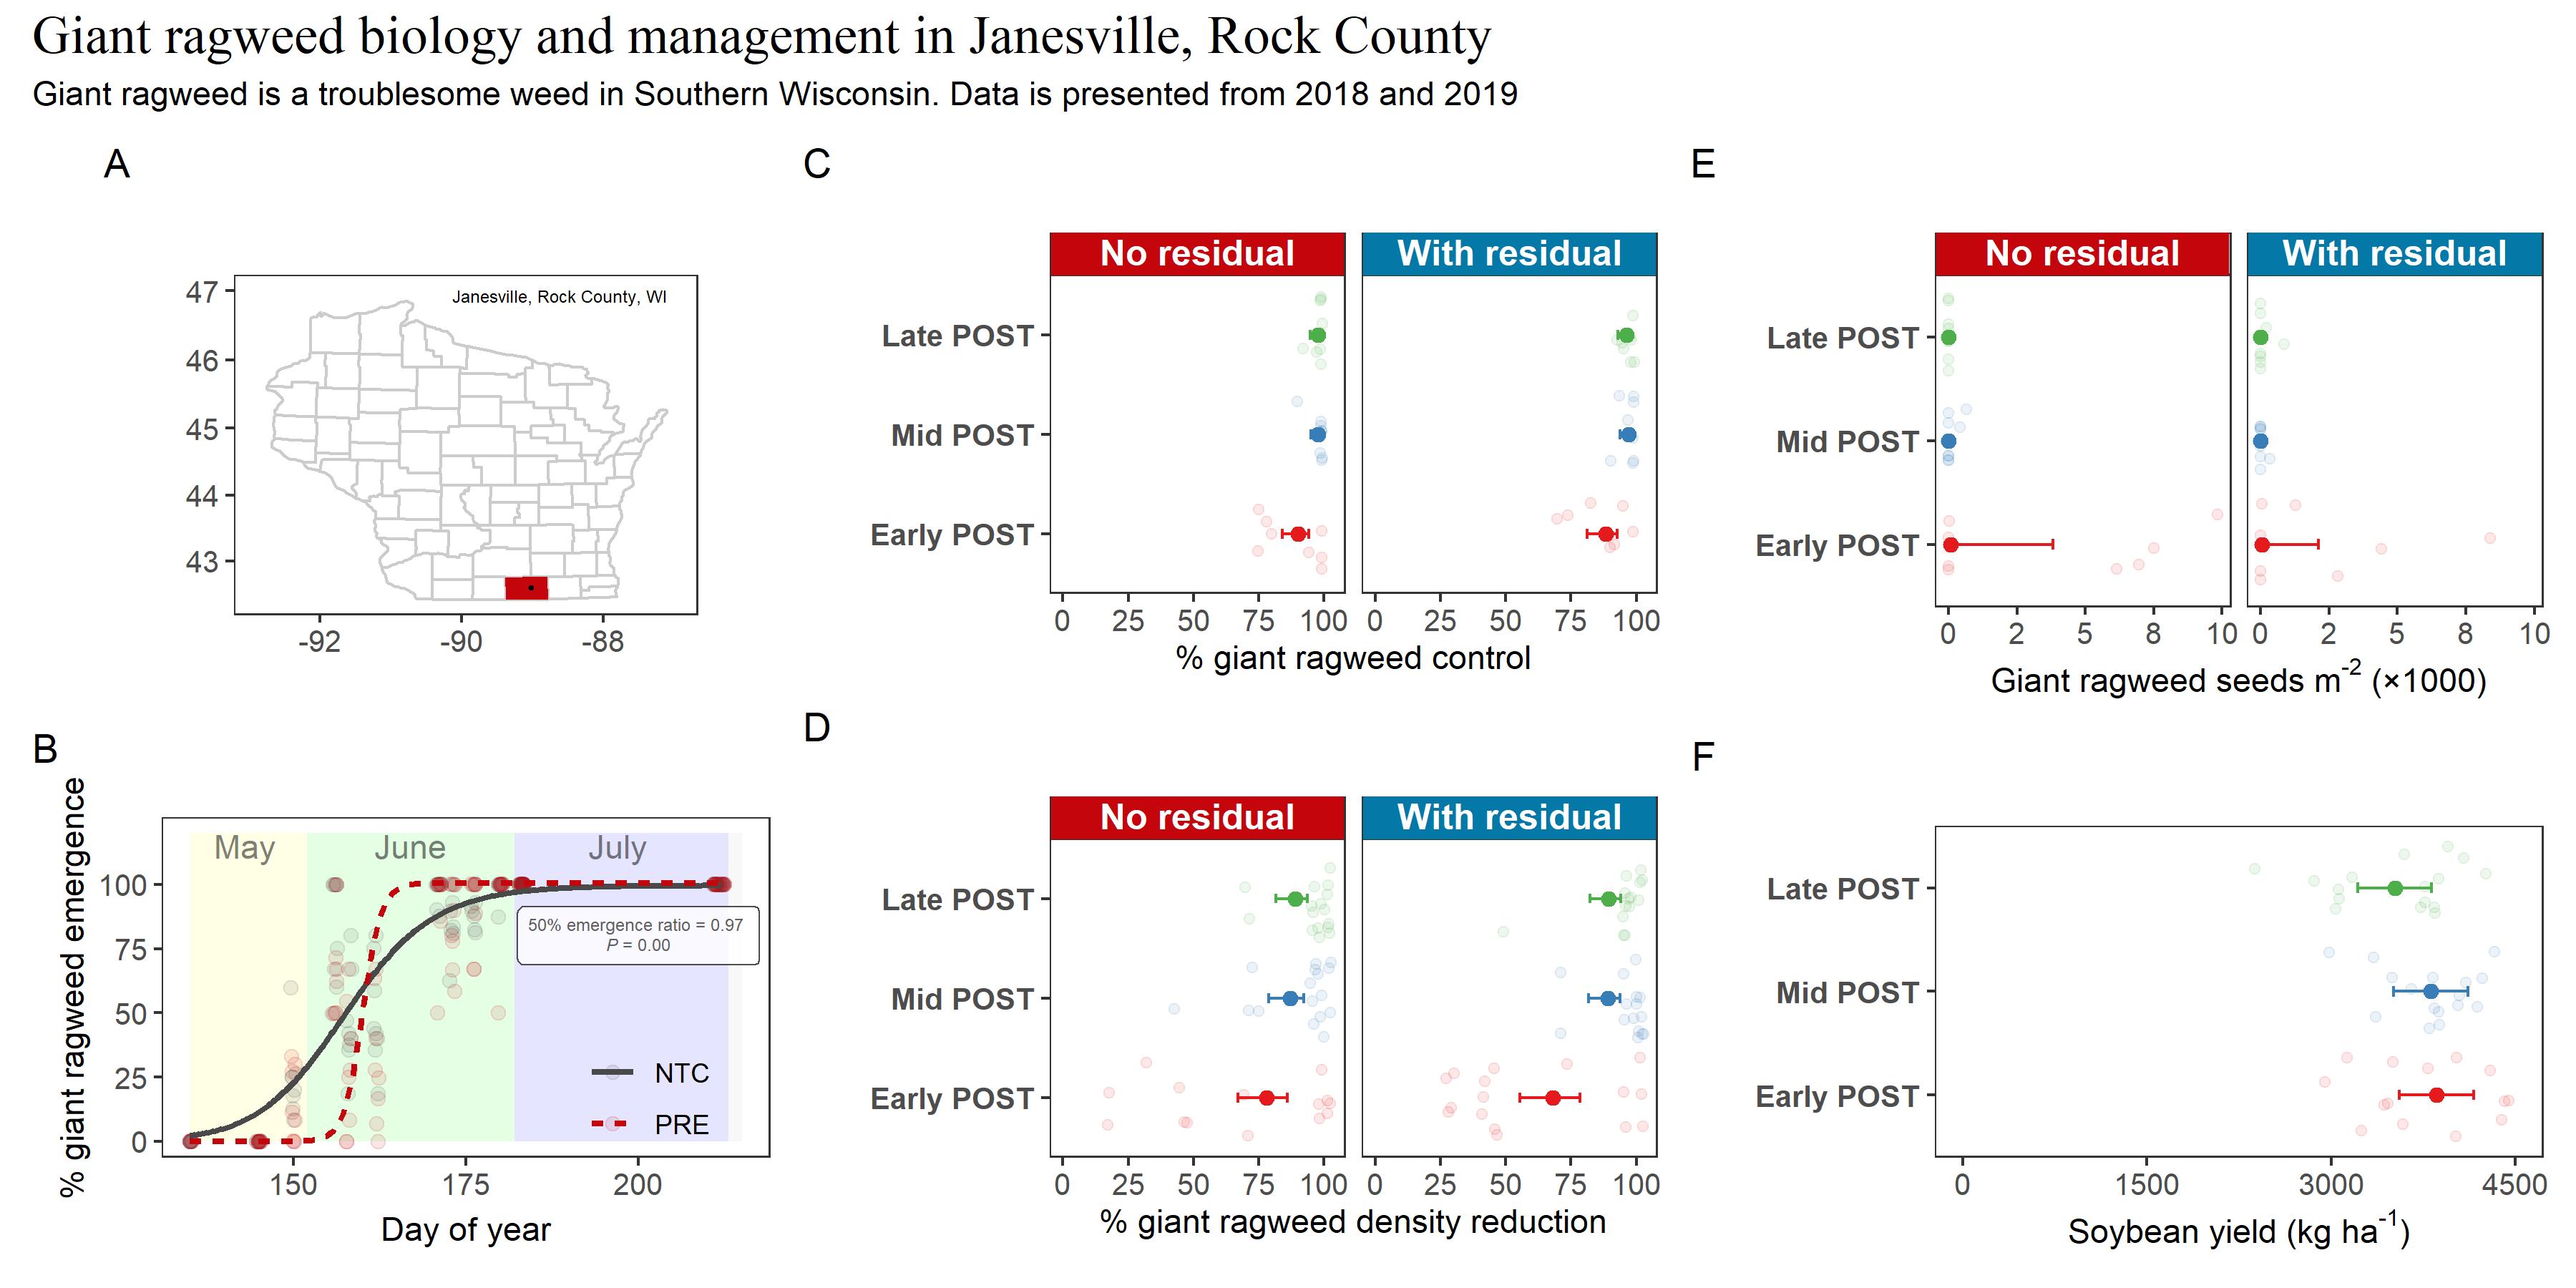 Giant ragweed biology and management in Janesville, Rock County
Giant ragweed is a troublesome weed in Southern Wisconsin. Data is presented from 2018 and 2019
A
Janesville, Rock County, WI
47
46
45
44
43
-92 -90 -88
B
% giant ragweed emergence
May June July
100
75
50
25
0
50% emergence ratio = 0.97
P = 0.00
NTC
PRE
150 175 200
Day of year
C
No residual With residual
Late POST
Mid POST
Early POST
0 25 50 75 100 0 25 50 75 100
% giant ragweed control
D
No residual With residual
Late POST
Mid POST
Early POST
0 25 50 75 100 0 25 50 75 100
% giant ragweed density reduction
E
No residual With residual
Late POST
Mid POST
Early POST
0 2 5 8 10 0 2 5 8 10
Giant ragweed seeds m⁻² (×1000)
F
Late POST
Mid POST
Early POST
0 1500 3000 4500
Soybean yield (kg ha⁻¹)